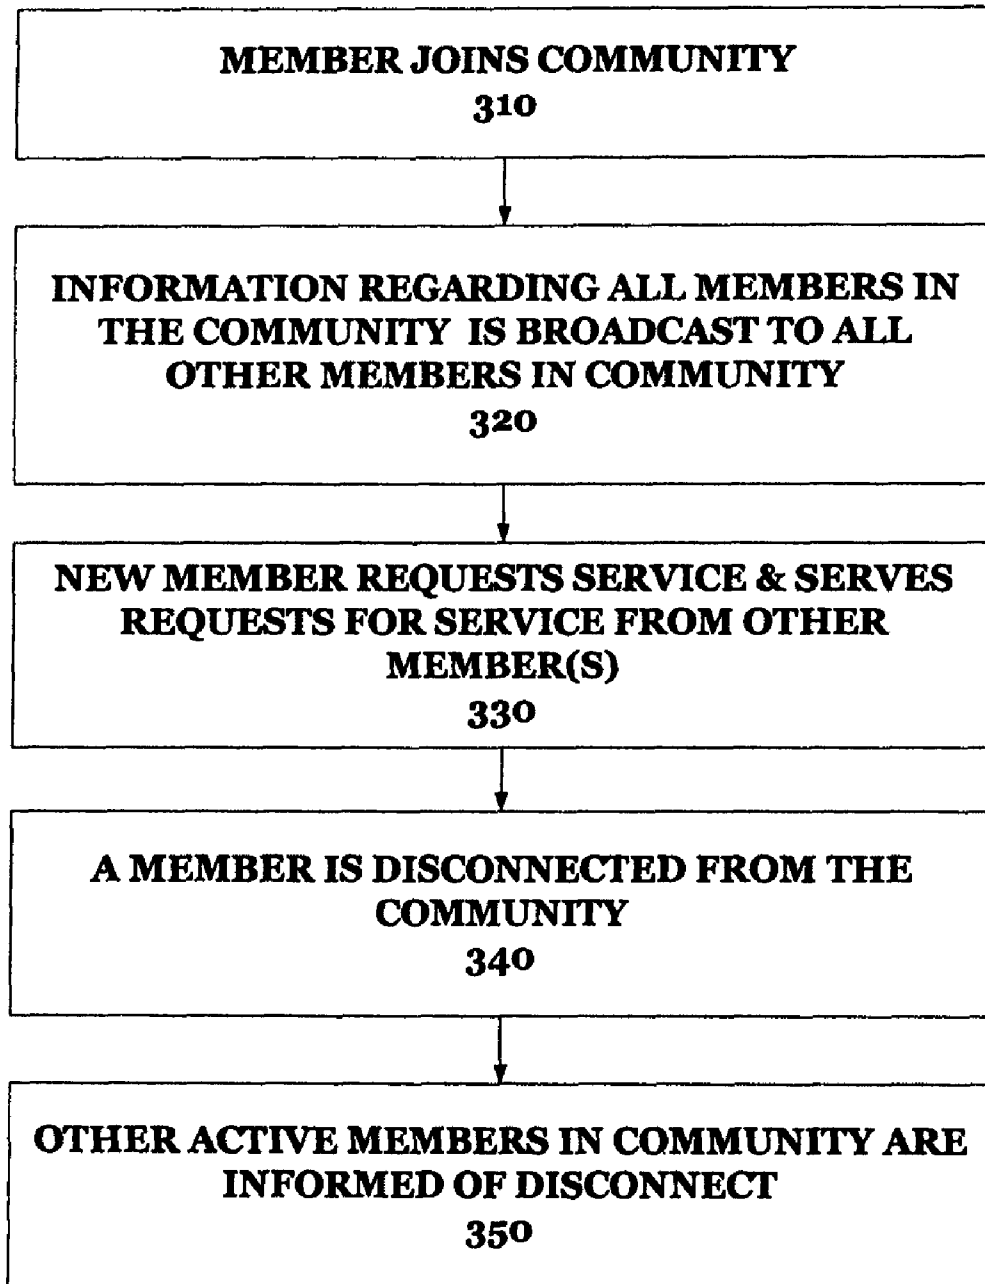 MEMBER JOINS COMMUNITY
310
INFORMATION REGARDING ALL MEMBERS IN
THE COMMUNITY IS BROADCAST TO ALL
OTHER MEMBERS IN COMMUNITY
320
NEW MEMBER REQUESTS SERVICE & SERVES
REQUESTS FOR SERVICE FROM OTHER
MEMBER(S)
330
A MEMBER IS DISCONNECTED FROM THE
COMMUNITY
340
OTHER ACTIVE MEMBERS IN COMMUNITY ARE
INFORMED OF DISCONNECT
350